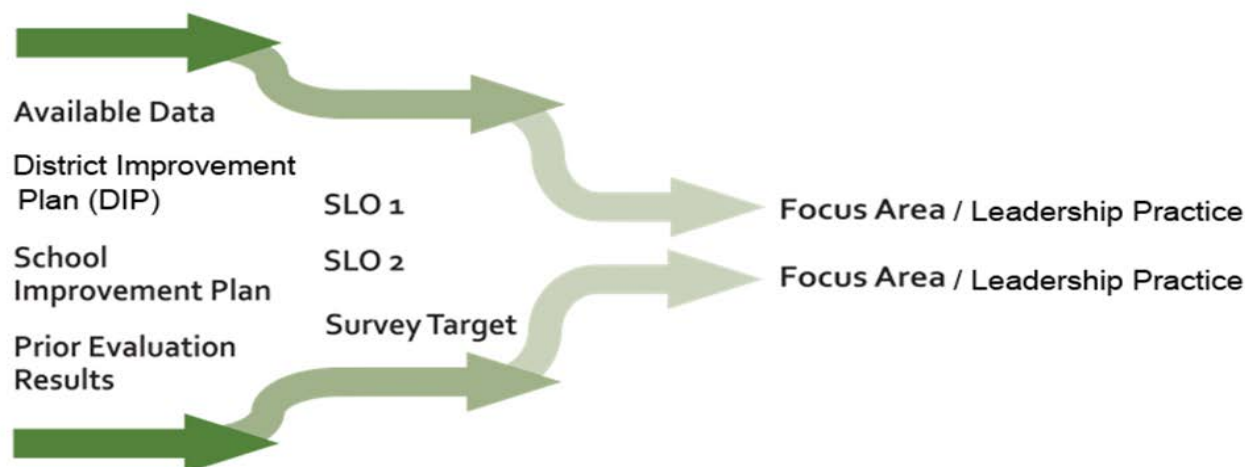 Available Data
District Improvement
Plan (DIP)
School
Improvement Plan
Prior Evaluation
Results
SLO 1
SLO 2
Survey Target
Focus Area / Leadership Practice
Focus Area / Leadership Practice